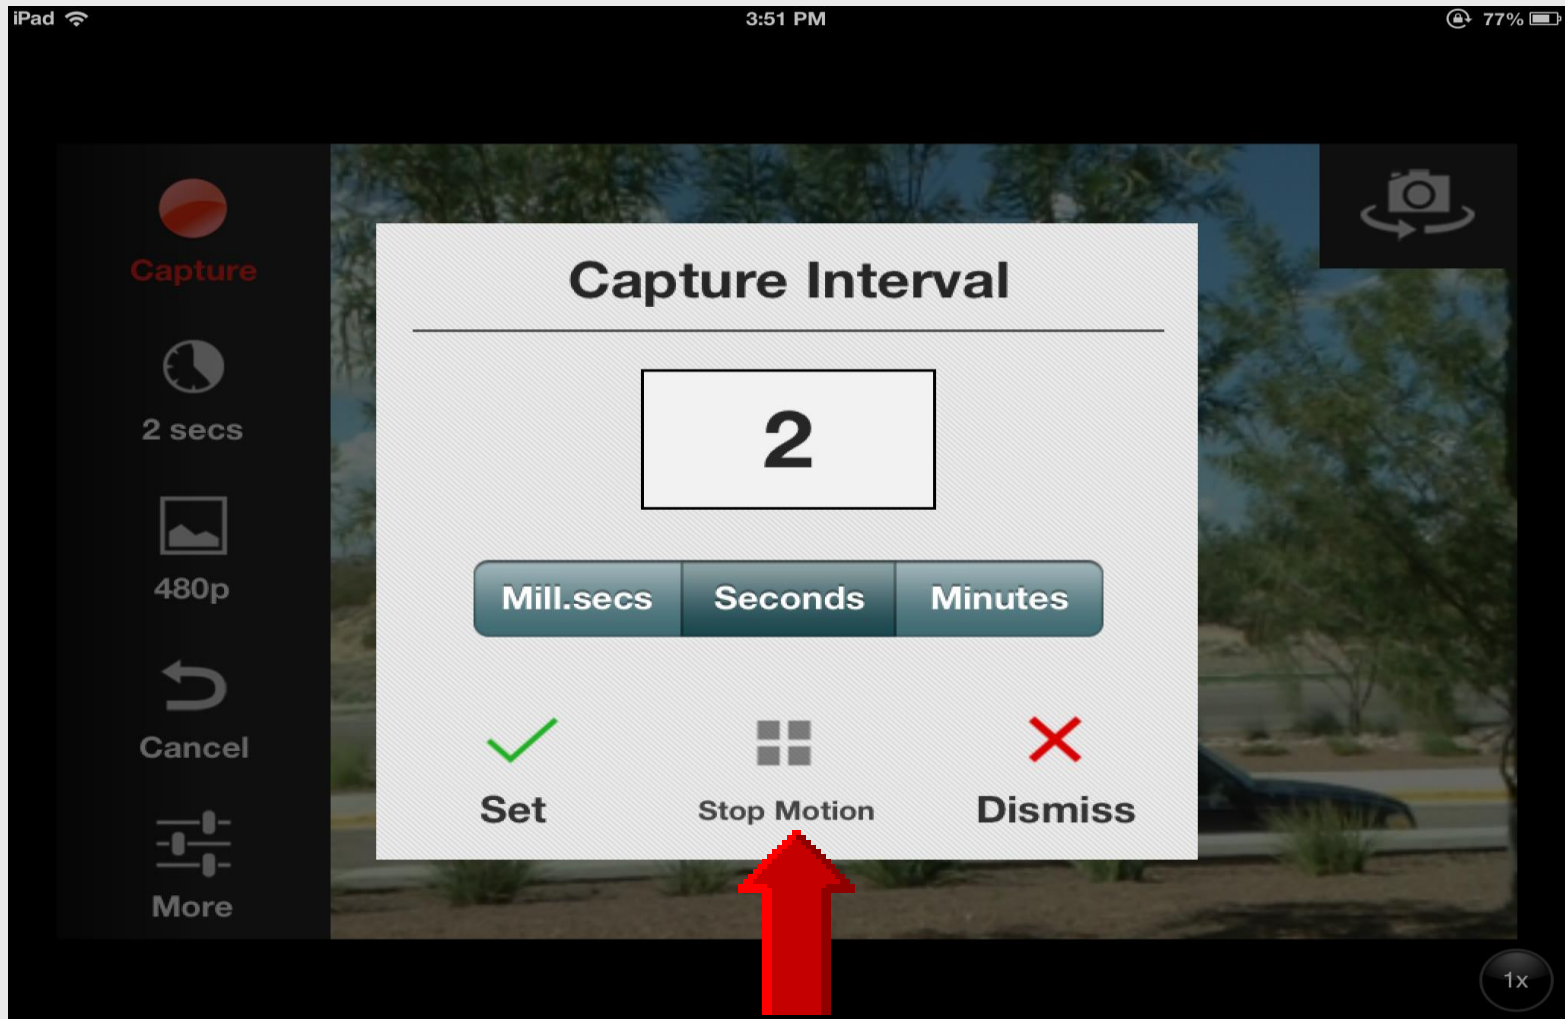 iPad 3:51 PM 77%
Capture
2 secs
480p
Cancel
More
Capture Interval
2
Mill.secs Seconds Minutes
Set Stop Motion Dismiss
1x